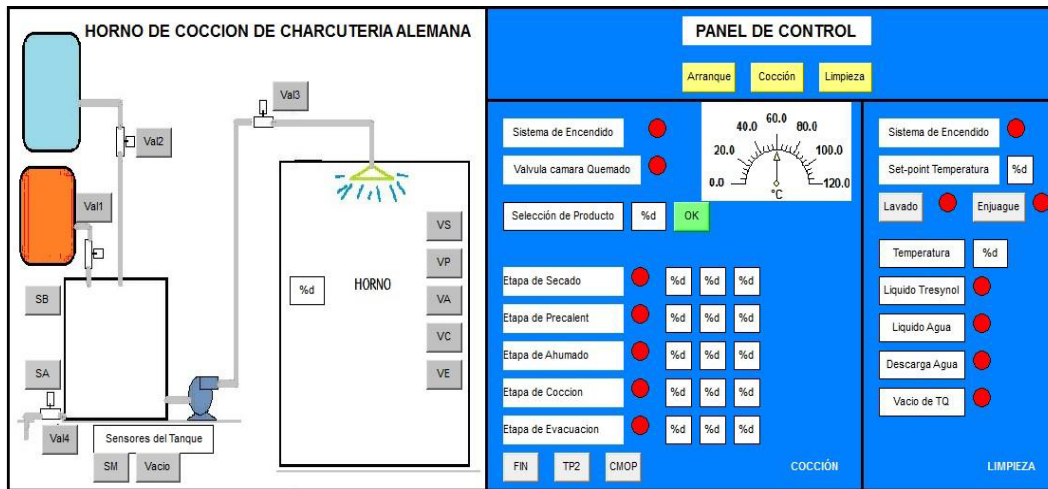 HORNO DE COCCION DE CHARCUTERIA ALEMANA
Val3
Val2
Val1
VS
VP
%d
HORNO
VA
VC
VE
SB
SA
Val4
Sensores del Tanque
SM
Vacio
PANEL DE CONTROL
Arranque
Cocción
Limpieza
Sistema de Encendido
Valvula camara Quemado
0.0
20.0
40.0
60.0
80.0
100.0
120.0
°C
Selección de Producto
%d
OK
Etapa de Secado
%d %d %d
Etapa de Precalent
%d %d %d
Etapa de Ahumado
%d %d %d
Etapa de Coccion
%d %d %d
Etapa de Evacuacion
%d %d %d
FIN
TP2
CMOP
COCCIÓN
Sistema de Encendido
Set-point Temperatura
%d
Lavado
Enjuague
Temperatura
%d
Liquido Tresynol
Liquido Agua
Descarga Agua
Vacio de TQ
LIMPIEZA